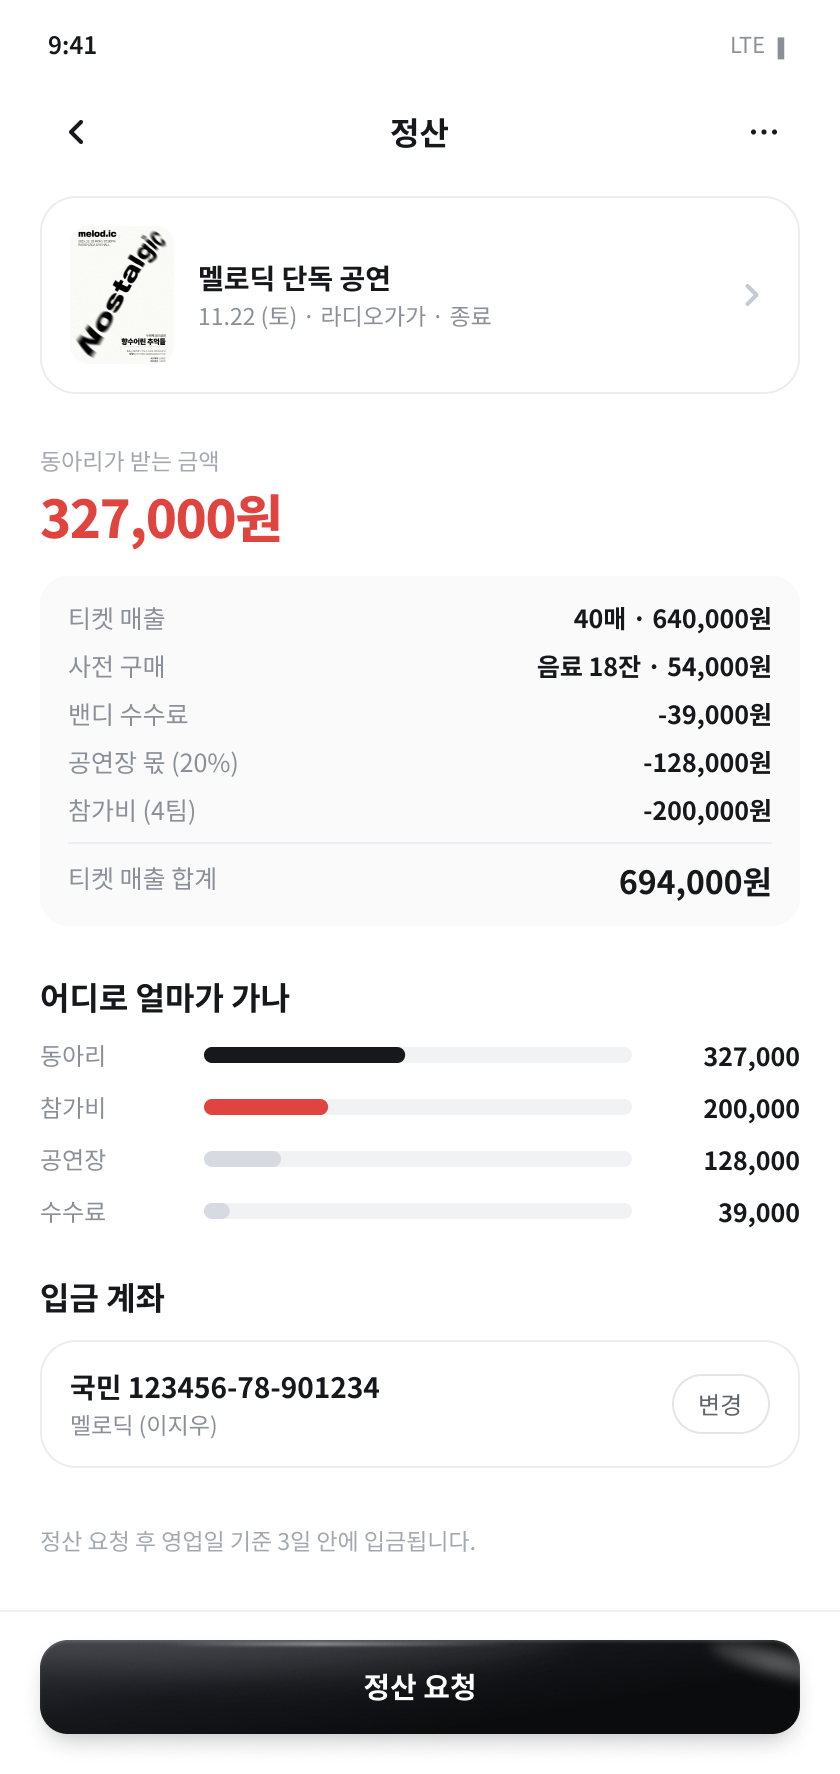 9:41
LTE
정산
melod.ic
Nostalgic
향수어린 추억들
멜로딕 단독 공연
11.22 (토) · 라디오가가 · 종료
동아리가 받는 금액
327,000원
티켓 매출 40매 · 640,000원
사전 구매 음료 18잔 · 54,000원
밴디 수수료 -39,000원
공연장 몫 (20%) -128,000원
참가비 (4팀) -200,000원
티켓 매출 합계 694,000원
어디로 얼마가 가나
동아리 327,000
참가비 200,000
공연장 128,000
수수료 39,000
입금 계좌
국민 123456-78-901234
멜로딕 (이지우)
변경
정산 요청 후 영업일 기준 3일 안에 입금됩니다.
정산 요청